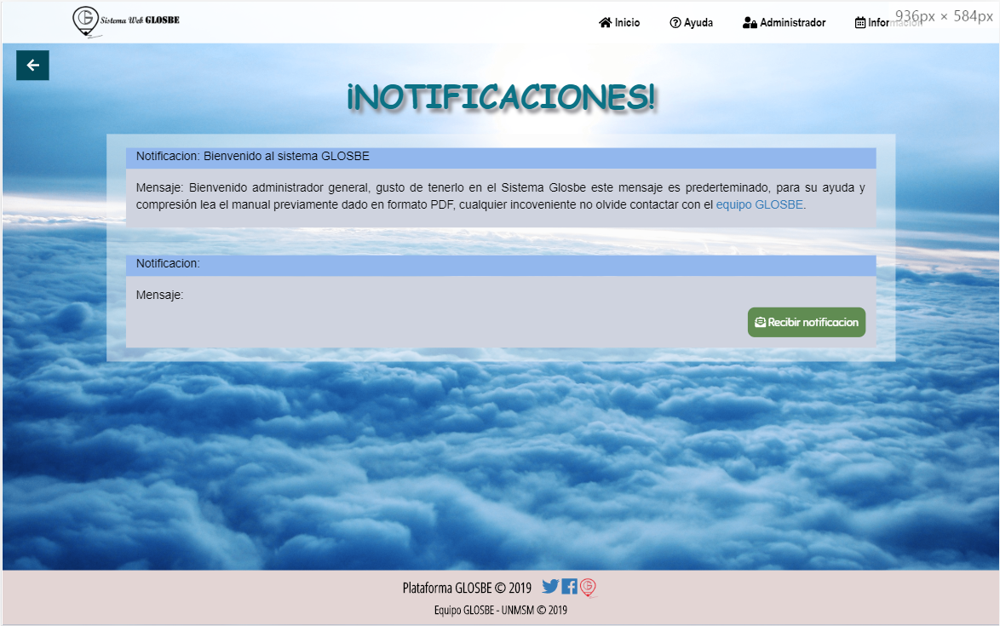 Sistema Web GLOSBE
Inicio Ayuda Administrador Información
936px × 584px
¡NOTIFICACIONES!
Notificacion: Bienvenido al sistema GLOSBE
Mensaje: Bienvenido administrador general, gusto de tenerlo en el Sistema Glosbe este mensaje es prederteminado, para su ayuda y
compresión lea el manual previamente dado en formato PDF, cualquier incoveniente no olvide contactar con el equipo GLOSBE.
Notificacion:
Mensaje:
Recibir notificacion
Plataforma GLOSBE © 2019
Equipo GLOSBE - UNMSM © 2019